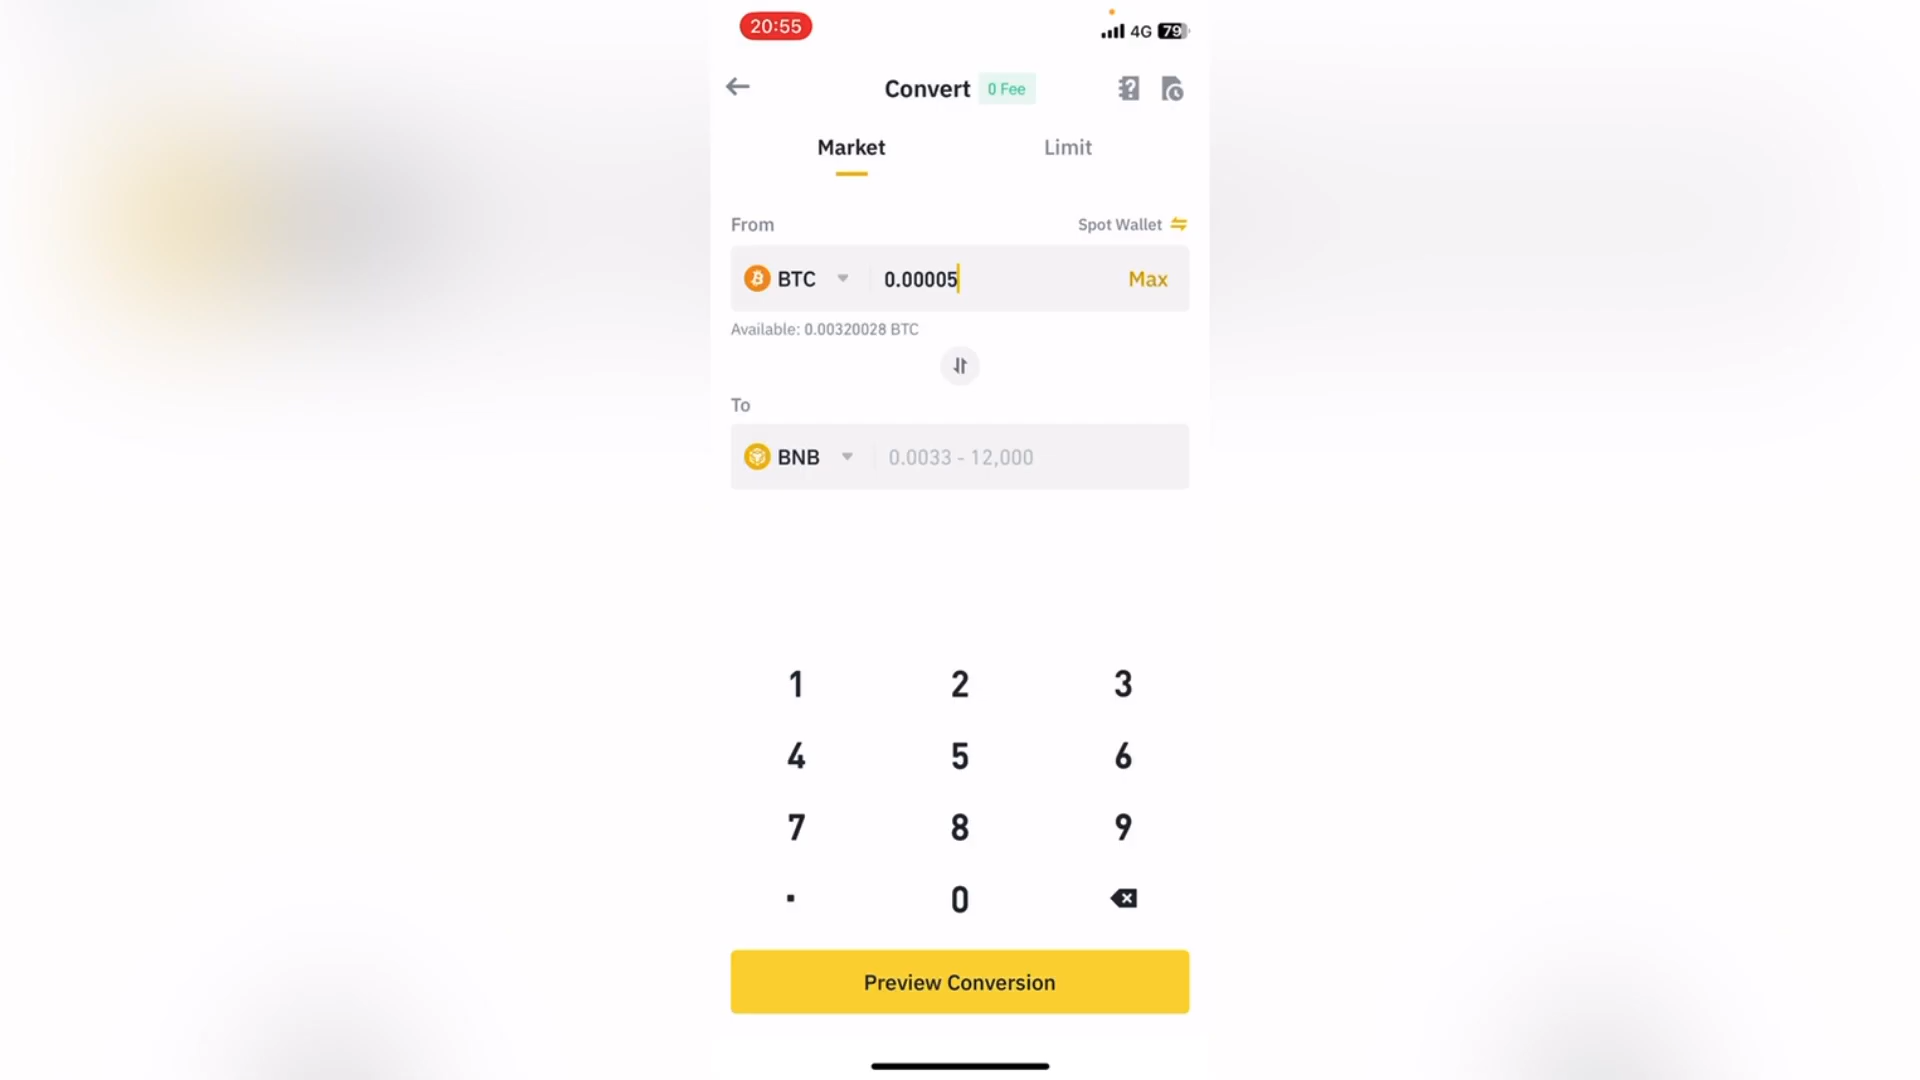 20:55
4G 79
Convert 0 Fee
Market Limit
From Spot Wallet
BTC 0.00005 Max
Available: 0.00320028 BTC
To
BNB 0.0033 - 12,000
1 2 3
4 5 6
7 8 9
. 0
Preview Conversion